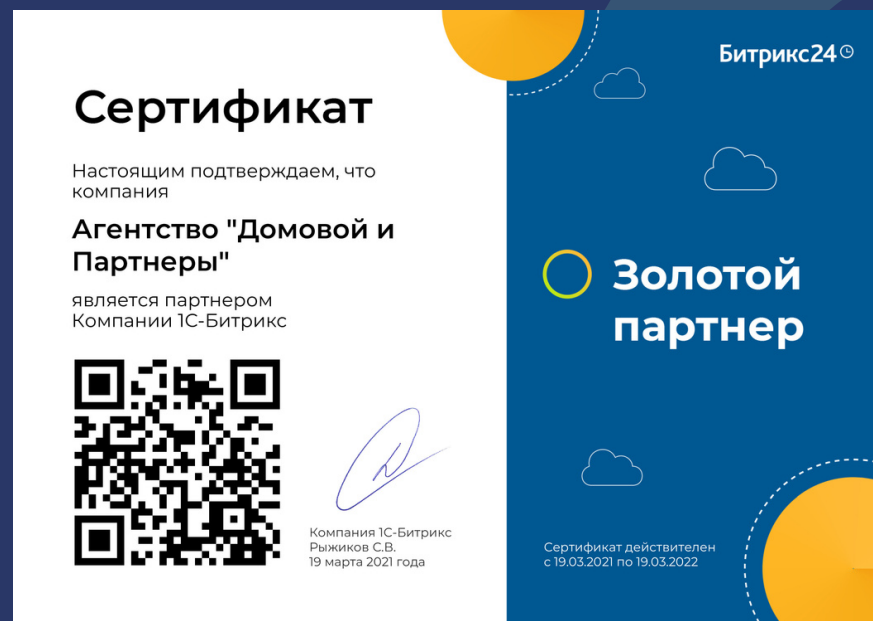 Сертификат
Настоящим подтверждаем, что
компания
Агентство "Домовой и
Партнеры"
является партнером
Компании 1С-Битрикс
Компания 1С-Битрикс
Рыжиков С.В.
19 марта 2021 года
Битрикс24
Золотой
партнер
Сертификат действителен
с 19.03.2021 по 19.03.2022